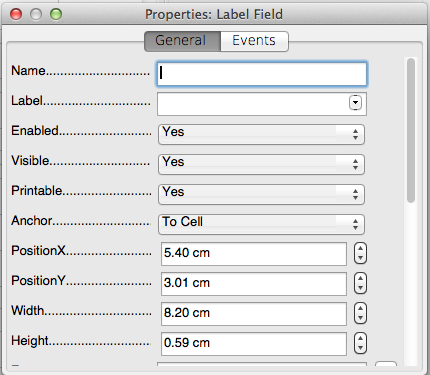 Properties: Label Field
General Events
Name............................
Label..............................
Enabled......................... Yes
Visible........................... Yes
Printable........................ Yes
Anchor........................... To Cell
PositionX........................ 5.40 cm
PositionY........................ 3.01 cm
Width............................. 8.20 cm
Height............................ 0.59 cm